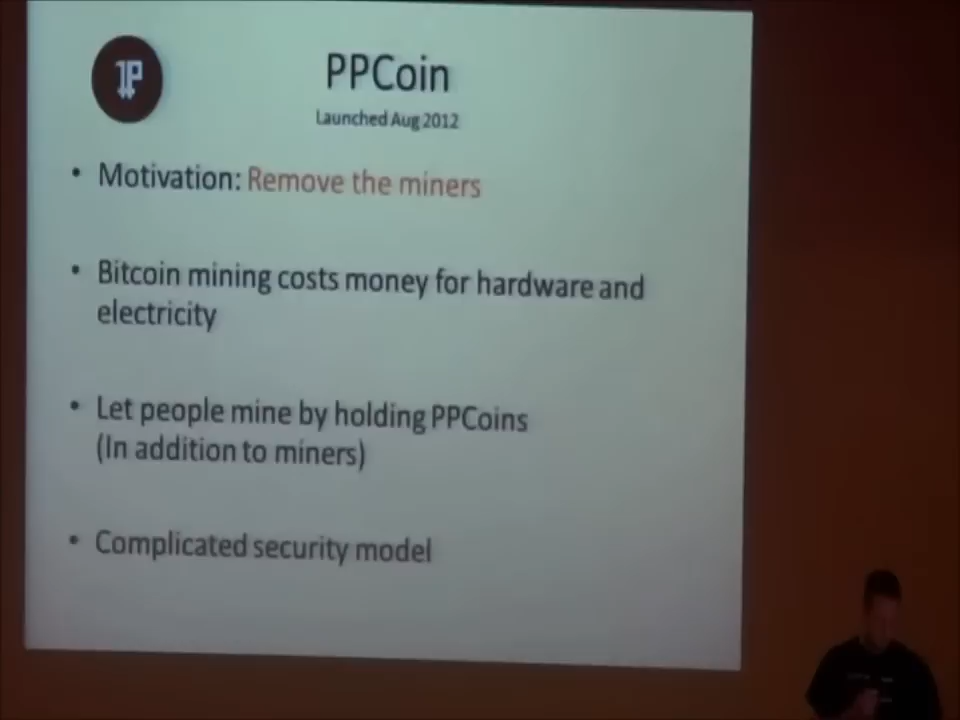 PPCoin
Launched Aug 2012
• Motivation: Remove the miners
• Bitcoin mining costs money for hardware and
electricity
• Let people mine by holding PPCoins
(In addition to miners)
• Complicated security model